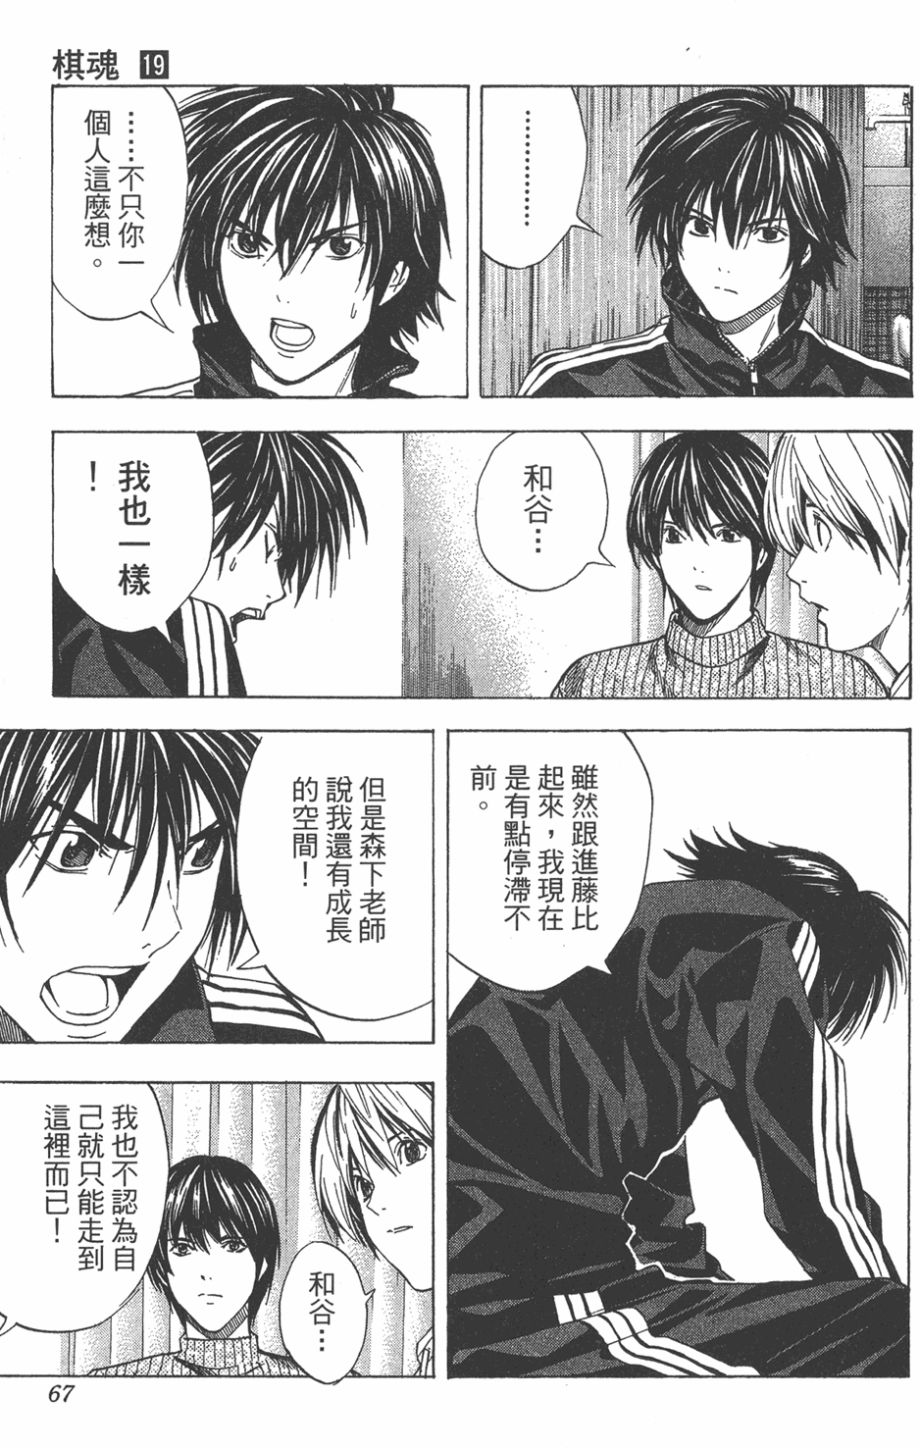 棋魂 19
…………
……不只你一
個人這麼想。
和谷…
我也一樣
！
雖然跟進藤比
起來，我現在
是有點停滯不
前。
但是森下老師
說我還有成長
的空間！
我也不認為自
己就只能走到
這裡而已！
和谷…
67